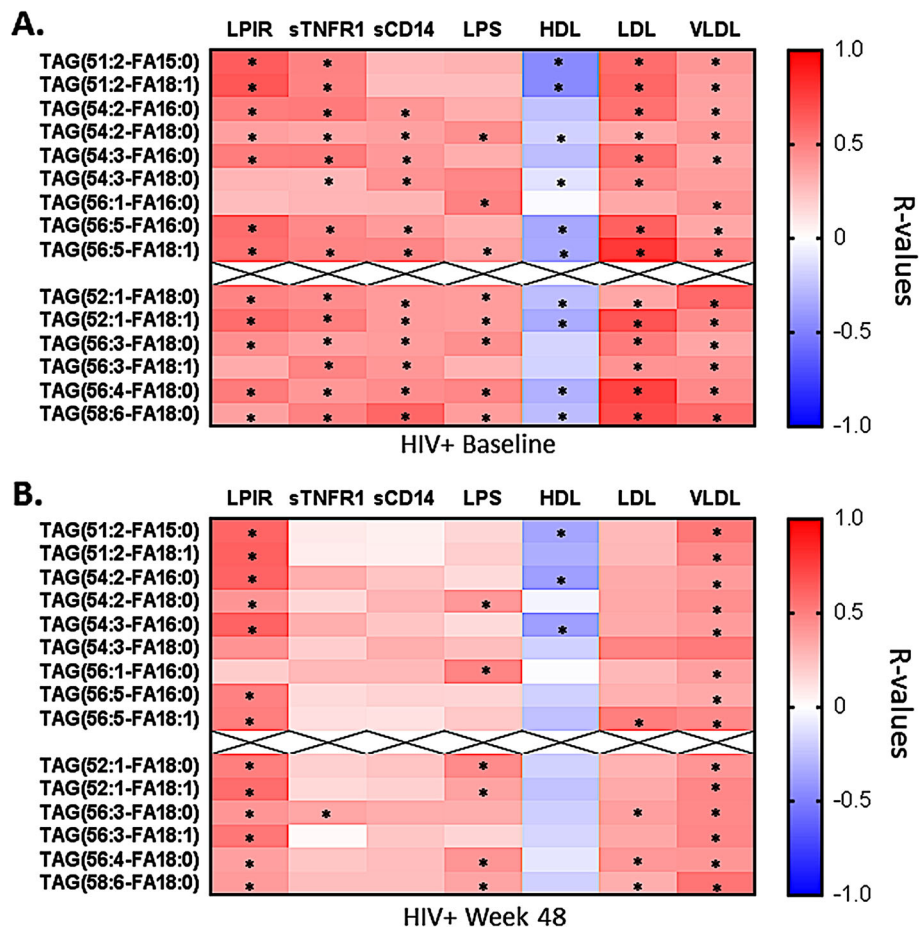 A.
LPIR sTNFR1 sCD14 LPS HDL LDL VLDL
TAG(51:2-FA15:0) * * * * *
TAG(51:2-FA18:1) * * * * *
TAG(54:2-FA16:0) * * * * *
TAG(54:2-FA18:0) * * * * * * *
TAG(54:3-FA16:0) * * * * *
TAG(54:3-FA18:0) * * * *
TAG(56:1-FA16:0) * *
TAG(56:5-FA16:0) * * * * * *
TAG(56:5-FA18:1) * * * * * * *
TAG(52:1-FA18:0) * * * * * * *
TAG(52:1-FA18:1) * * * * * * *
TAG(56:3-FA18:0) * * * * * *
TAG(56:3-FA18:1) * * * *
TAG(56:4-FA18:0) * * * * * * *
TAG(58:6-FA18:0) * * * * * * *
HIV+ Baseline
1.0
0.5
0
-0.5
-1.0
R-values
B.
LPIR sTNFR1 sCD14 LPS HDL LDL VLDL
TAG(51:2-FA15:0) * * *
TAG(51:2-FA18:1) * *
TAG(54:2-FA16:0) * * *
TAG(54:2-FA18:0) * * *
TAG(54:3-FA16:0) * * *
TAG(54:3-FA18:0)
TAG(56:1-FA16:0) * *
TAG(56:5-FA16:0) * *
TAG(56:5-FA18:1) * * *
TAG(52:1-FA18:0) * * *
TAG(52:1-FA18:1) * * *
TAG(56:3-FA18:0) * * * *
TAG(56:3-FA18:1) * *
TAG(56:4-FA18:0) * * * *
TAG(58:6-FA18:0) * * * *
HIV+ Week 48
1.0
0.5
0
-0.5
-1.0
R-values